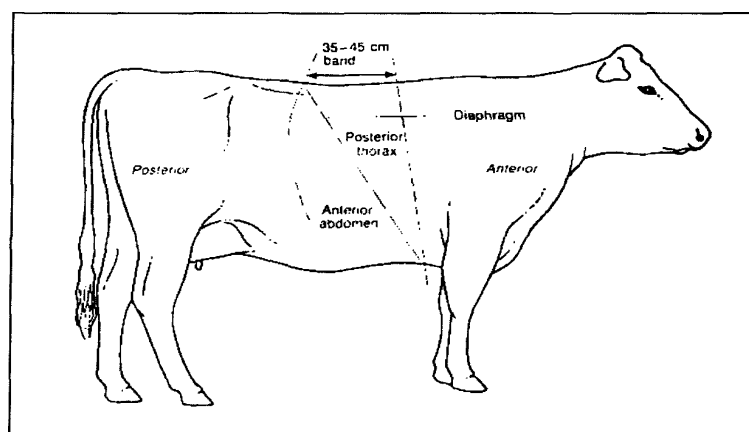 35-45 cm
band
Diaphragm
Posterior
thorax
Posterior
Anterior
Anterior
abdomen